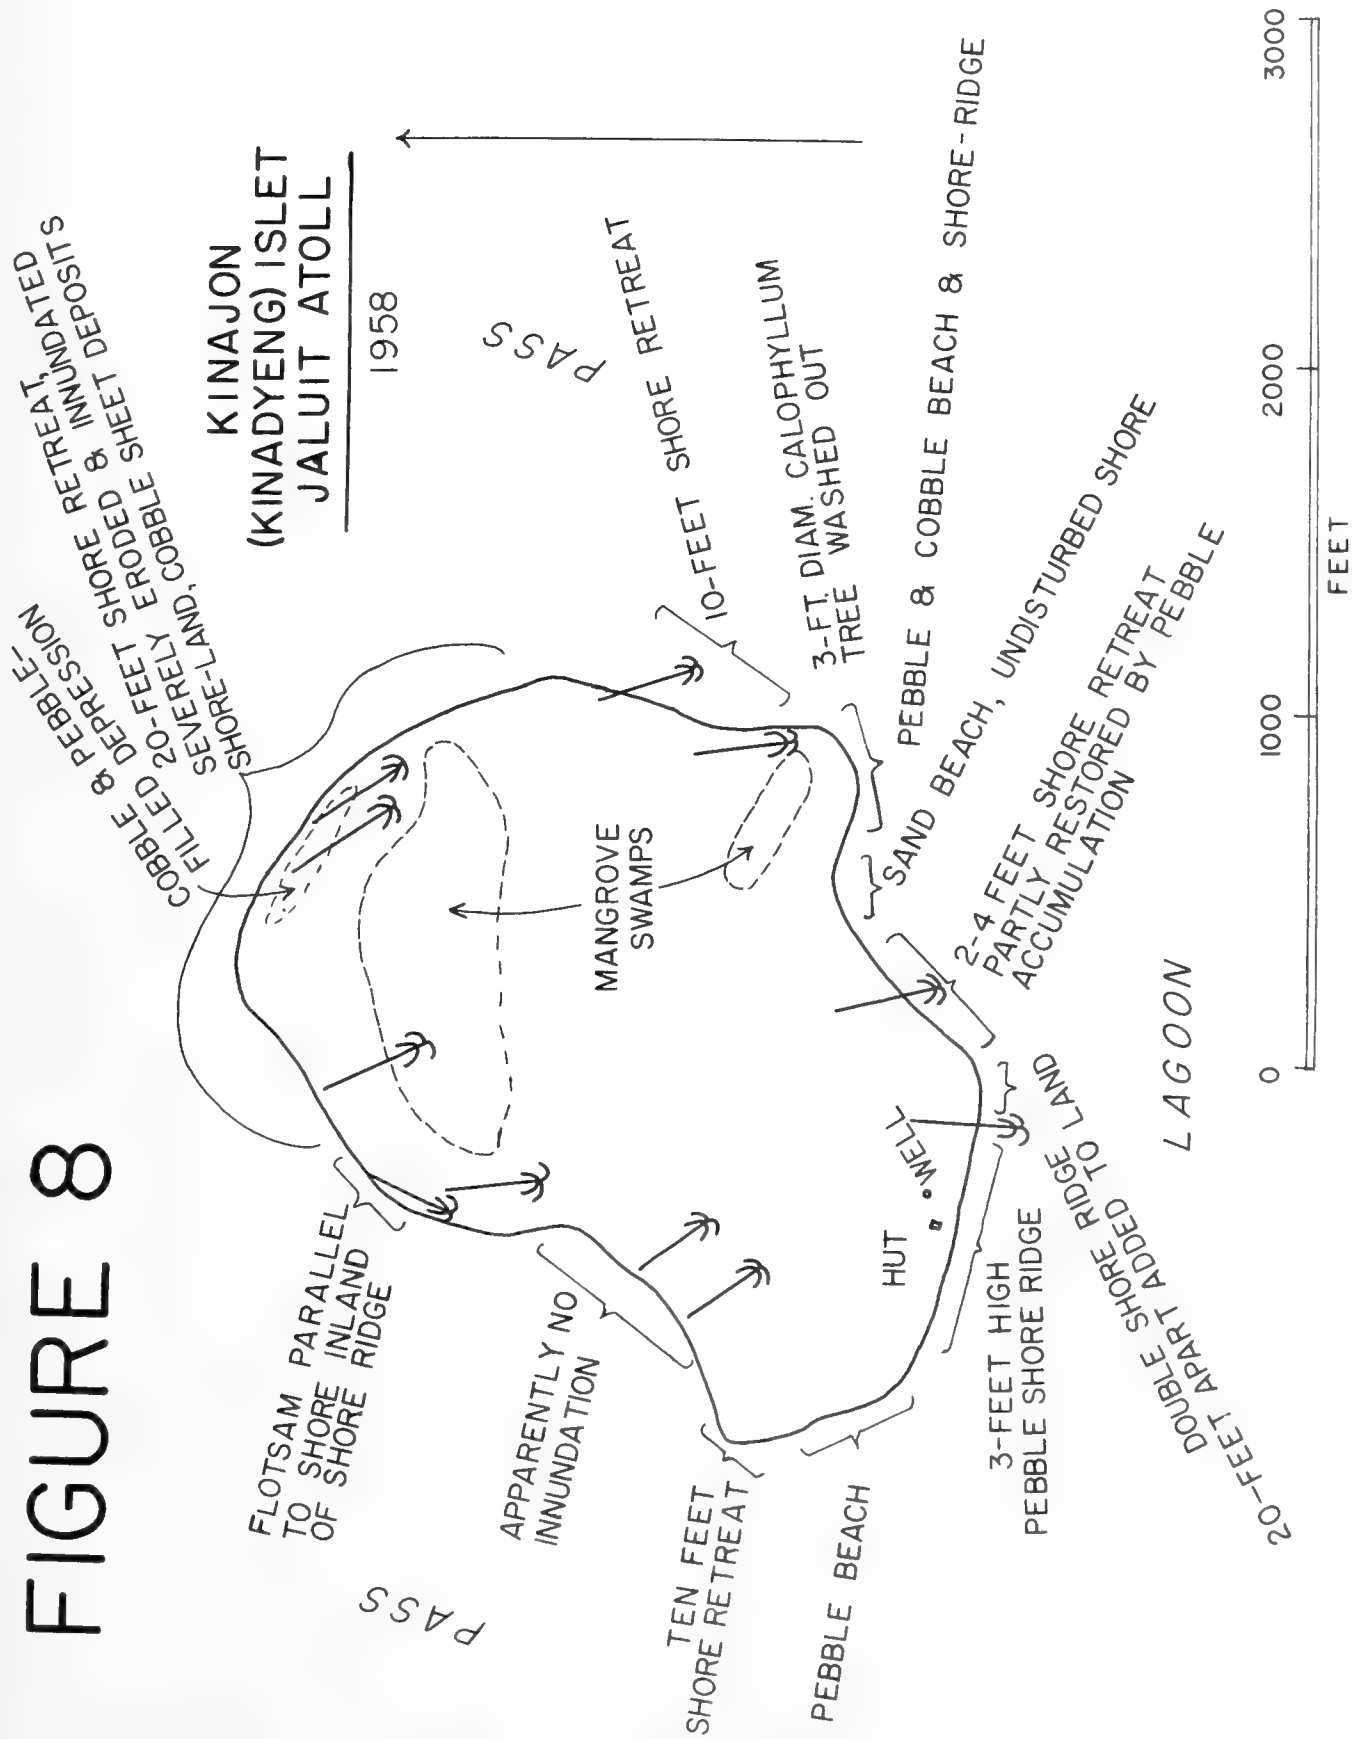 FIGURE 8
KINAJON
(KINADYENG) ISLET
JALUIT ATOLL
1958
COBBLE & PEBBLE-
FILLED DEPRESSION
20-FEET SHORE RETREAT,
SEVERELY ERODED & INNUNDATED
SHORE-LAND, COBBLE SHEET DEPOSITS
PASS
10-FEET SHORE RETREAT
3-FT. DIAM. CALOPHYLLUM
TREE WASHED OUT
PEBBLE & COBBLE BEACH & SHORE-RIDGE
SAND BEACH, UNDISTURBED SHORE
2-4 FEET SHORE RETREAT
PARTLY RESTORED BY PEBBLE
ACCUMULATION
MANGROVE
SWAMPS
FLOTSAM PARALLEL
TO SHORE INLAND
OF SHORE RIDGE
APPARENTLY NO
INNUNDATION
PASS
TEN FEET
SHORE RETREAT
PEBBLE BEACH
HUT
WELL
3-FEET HIGH
PEBBLE SHORE RIDGE
DOUBLE SHORE RIDGE
20-FEET APART ADDED TO LAND
LAGOON
0 1000 2000 3000
FEET